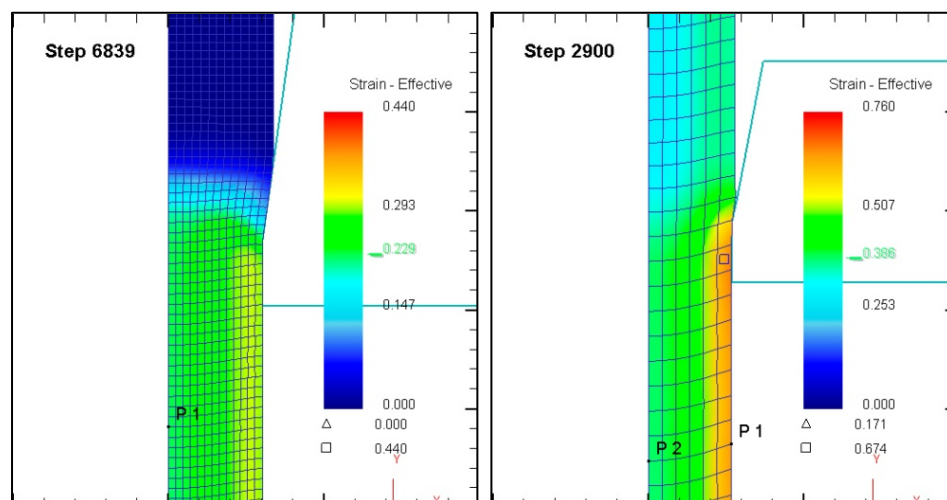 Step 6839
Strain - Effective
0.440
0.293
0.229
0.147
0.000
0.000
0.440
P 1
Y
X
Step 2900
Strain - Effective
0.760
0.507
0.386
0.253
0.000
0.171
0.674
P 1
P 2
Y
X